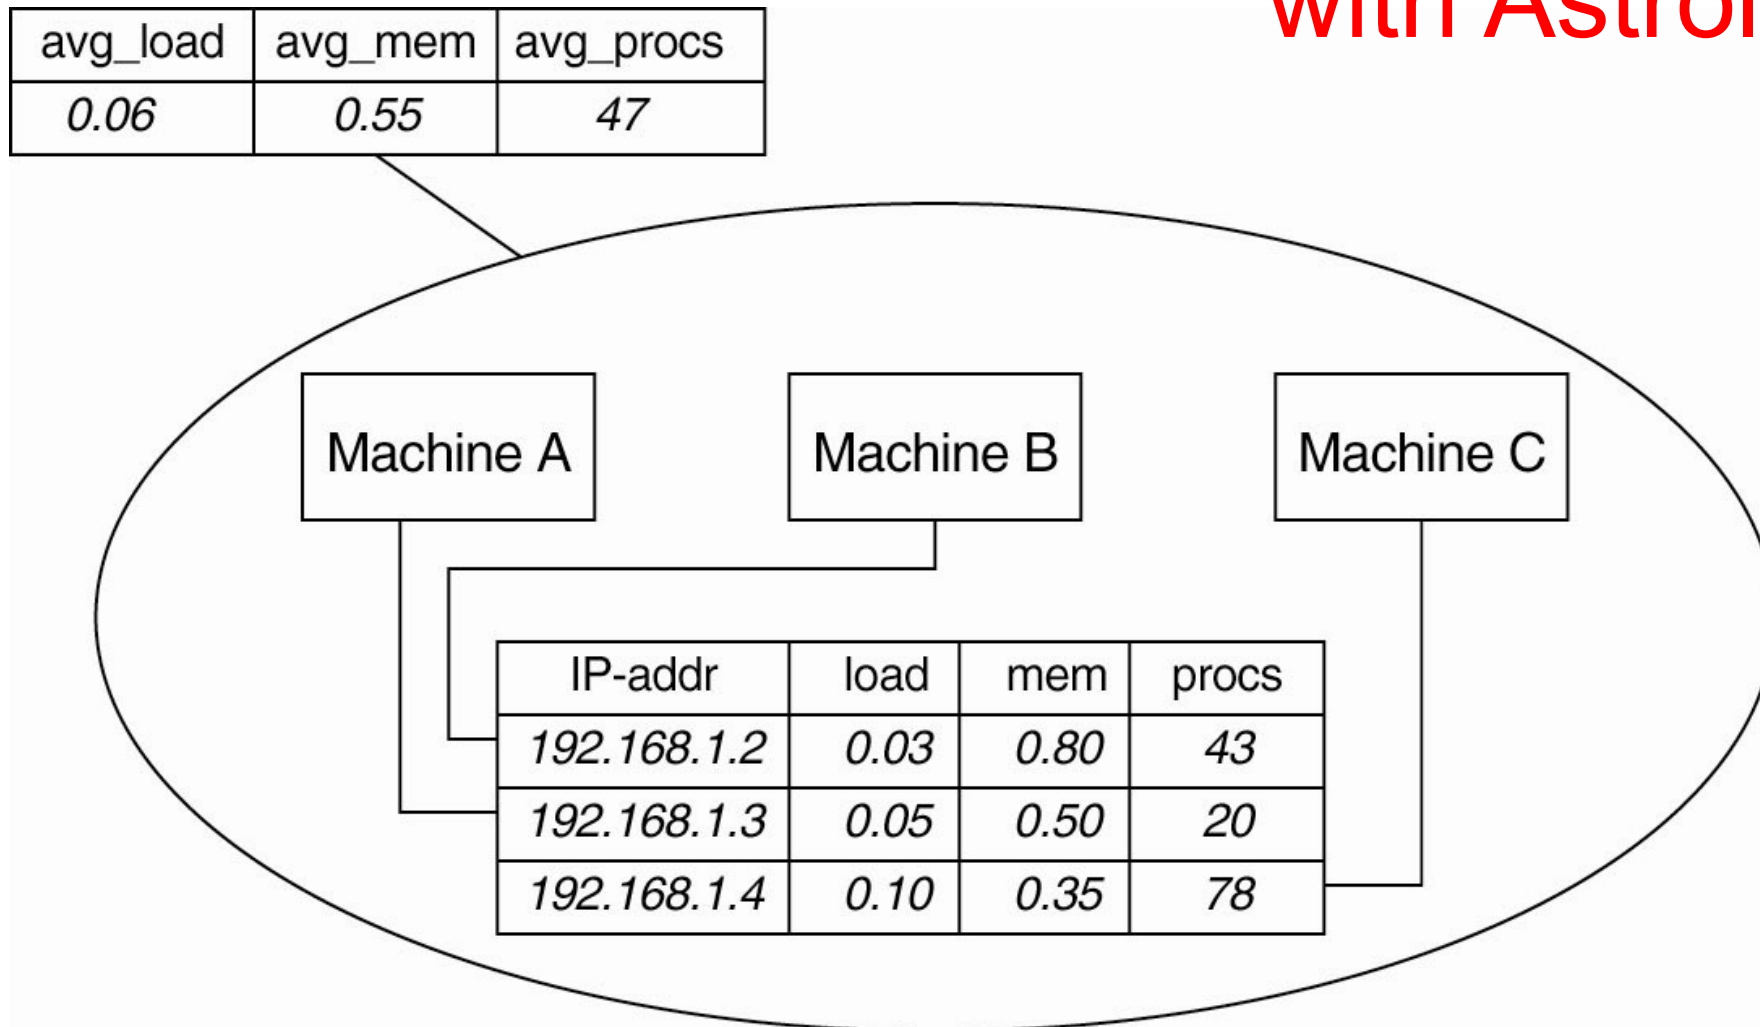 with
avg_load avg_mem avg_procs
0.06 0.55 47
Machine A Machine B Machine C
IP-addr load mem procs
192.168.1.2 0.03 0.80 43
192.168.1.3 0.05 0.50 20
192.168.1.4 0.10 0.35 78